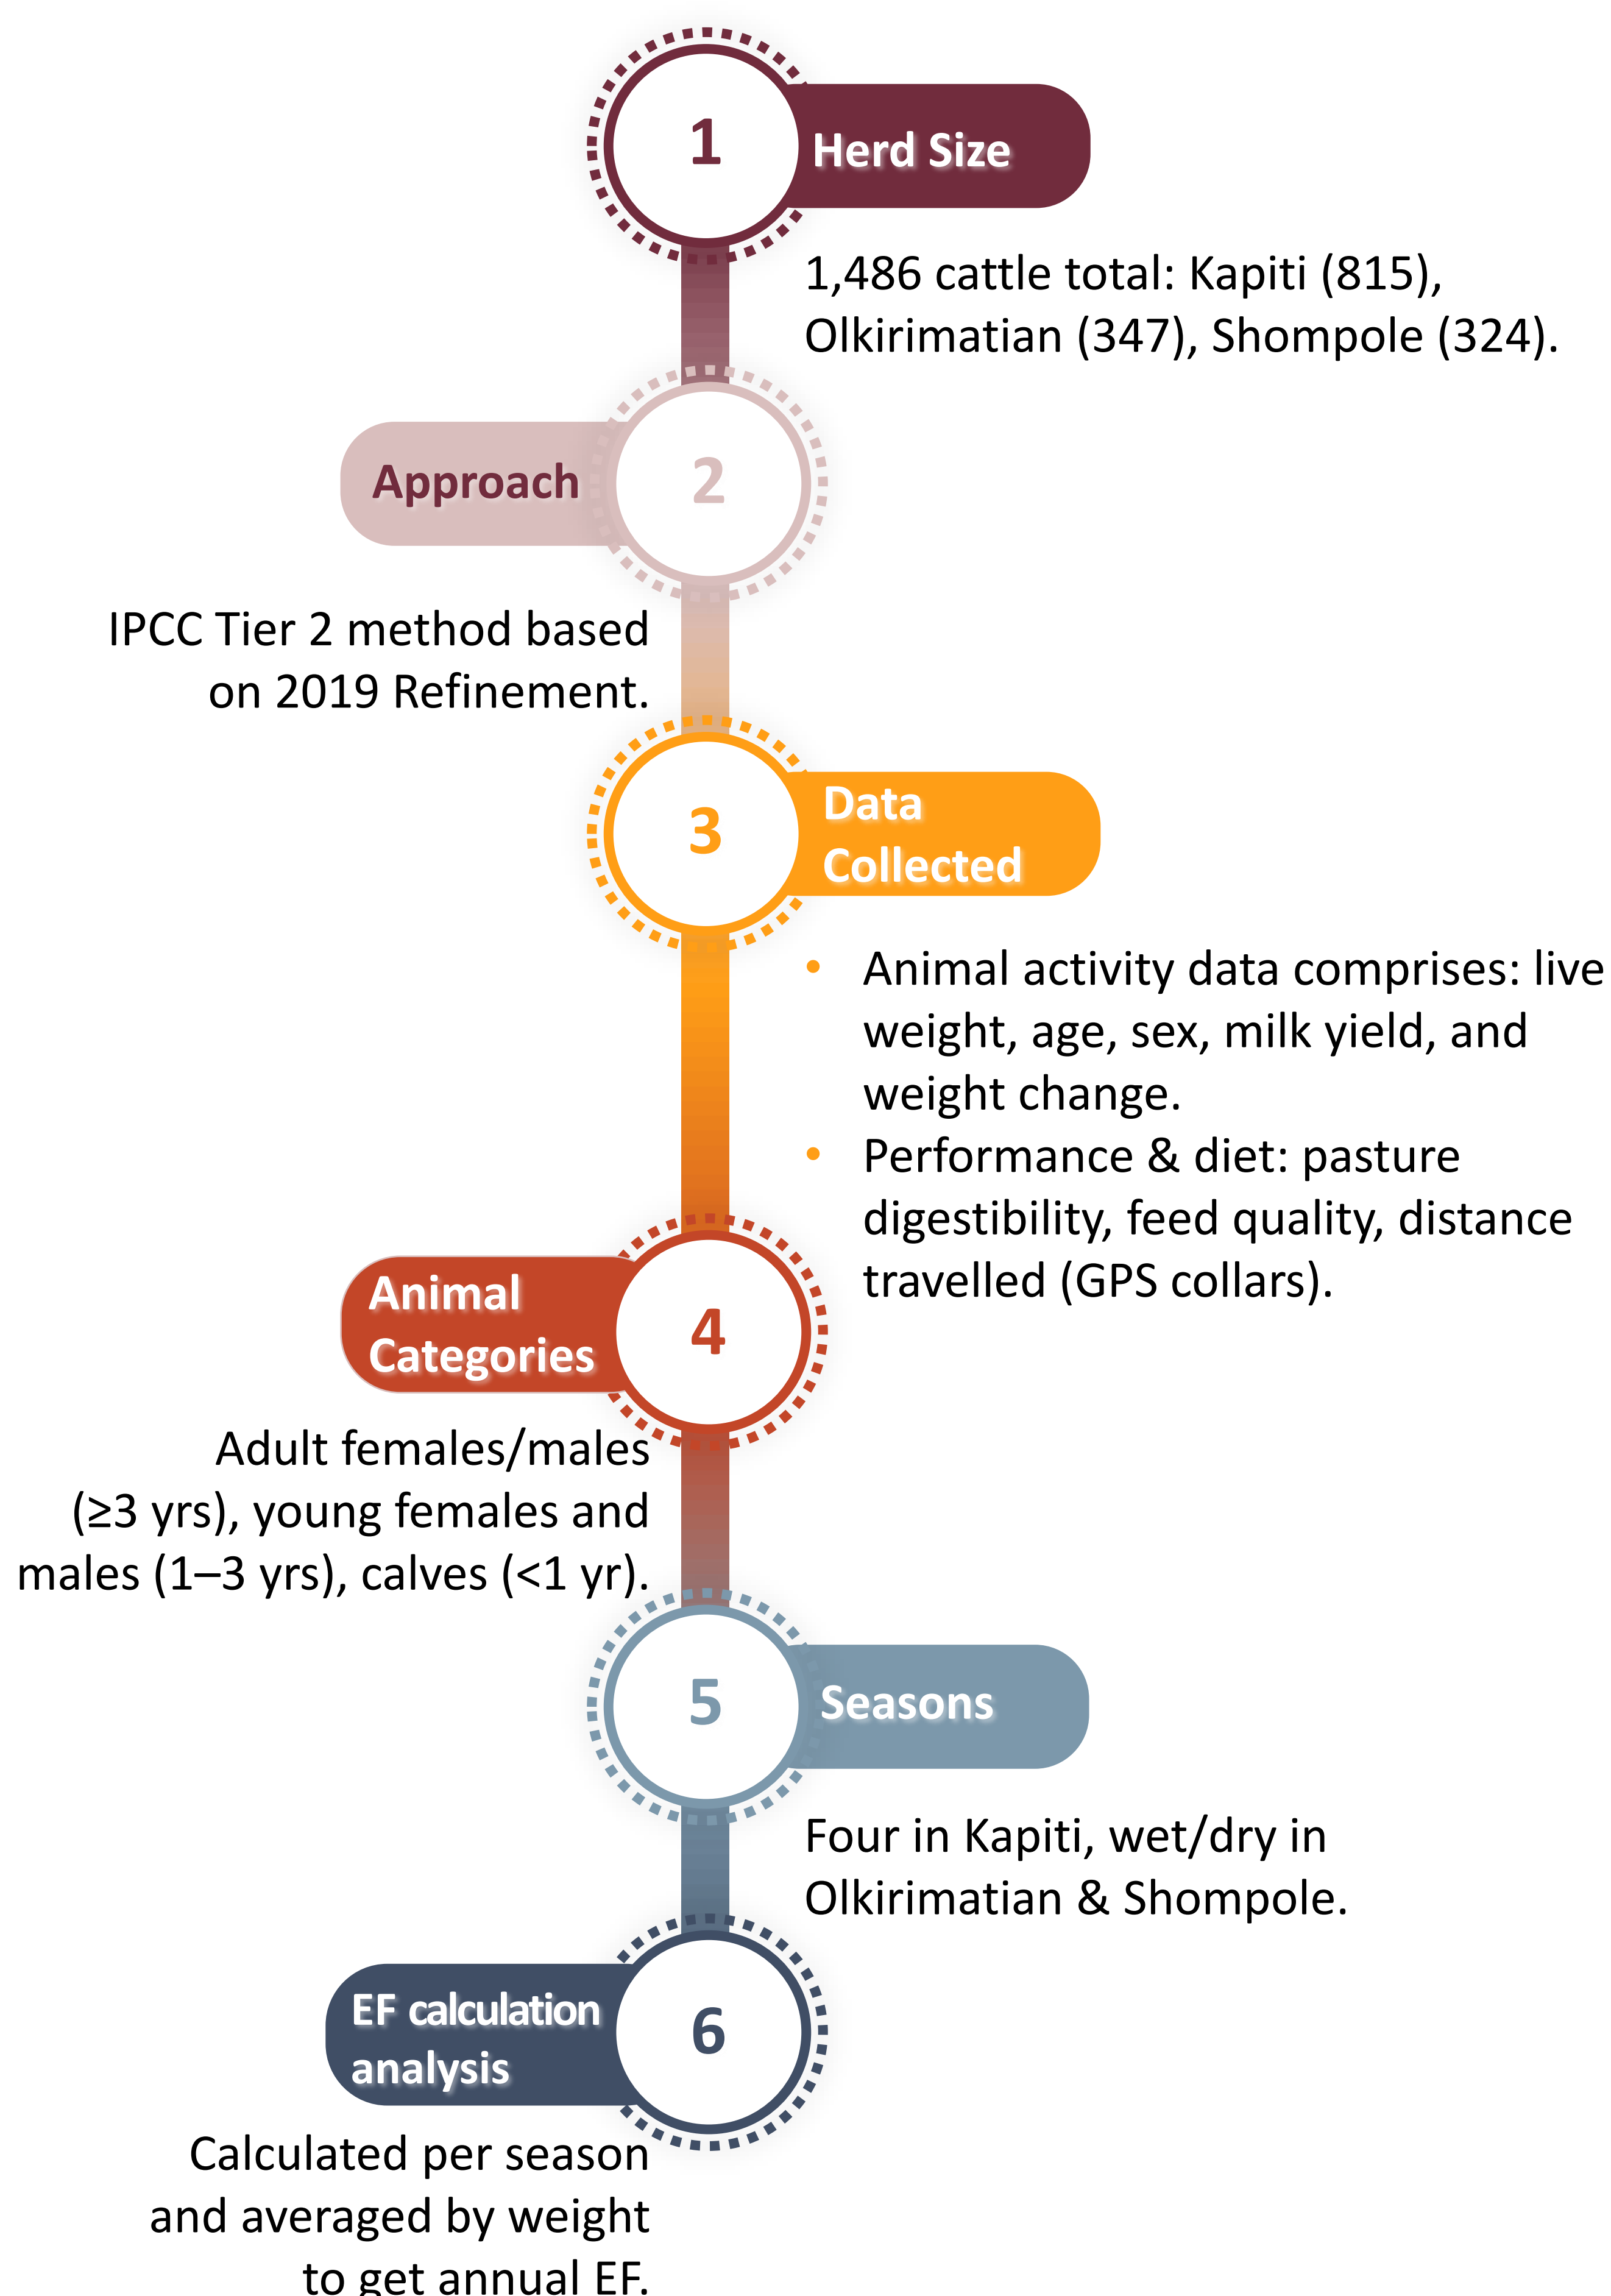 1
Herd Size
1,486 cattle total: Kapiti (815),
Olkirimatian (347), Shompole (324).
2
Approach
IPCC Tier 2 method based
on 2019 Refinement.
3
Data
Collected
• Animal activity data comprises: live
weight, age, sex, milk yield, and
weight change.
• Performance & diet: pasture
digestibility, feed quality, distance
travelled (GPS collars).
4
Animal
Categories
Adult females/males
(≥3 yrs), young females and
males (1–3 yrs), calves (<1 yr).
5
Seasons
Four in Kapiti, wet/dry in
Olkirimatian & Shompole.
6
EF calculation
analysis
Calculated per season
and averaged by weight
to get annual EF.